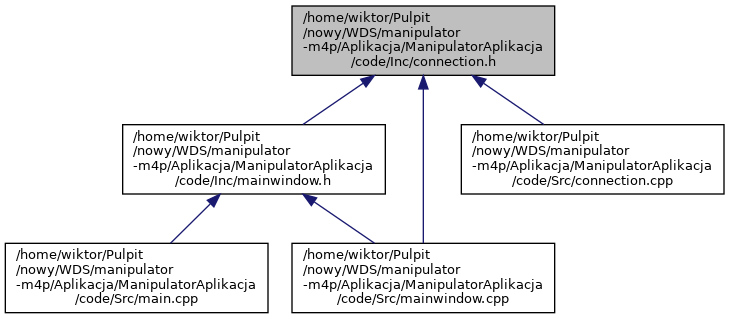 /home/wiktor/Pulpit
/nowy/WDS/manipulator
-m4p/Aplikacja/ManipulatorAplikacja
/code/Inc/connection.h
/home/wiktor/Pulpit
/nowy/WDS/manipulator
-m4p/Aplikacja/ManipulatorAplikacja
/code/Inc/mainwindow.h
/home/wiktor/Pulpit
/nowy/WDS/manipulator
-m4p/Aplikacja/ManipulatorAplikacja
/code/Src/connection.cpp
/home/wiktor/Pulpit
/nowy/WDS/manipulator
-m4p/Aplikacja/ManipulatorAplikacja
/code/Src/main.cpp
/home/wiktor/Pulpit
/nowy/WDS/manipulator
-m4p/Aplikacja/ManipulatorAplikacja
/code/Src/mainwindow.cpp